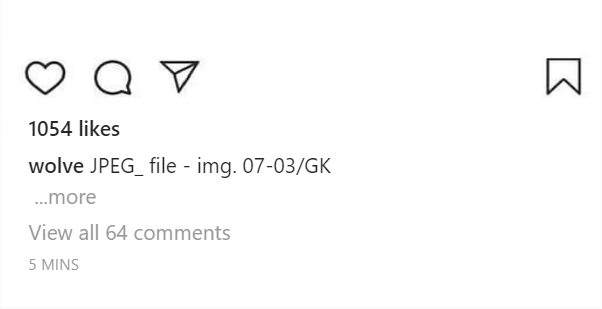 1054 likes
wolve JPEG_ file - img. 07-03/GK
...more
View all 64 comments
5 MINS